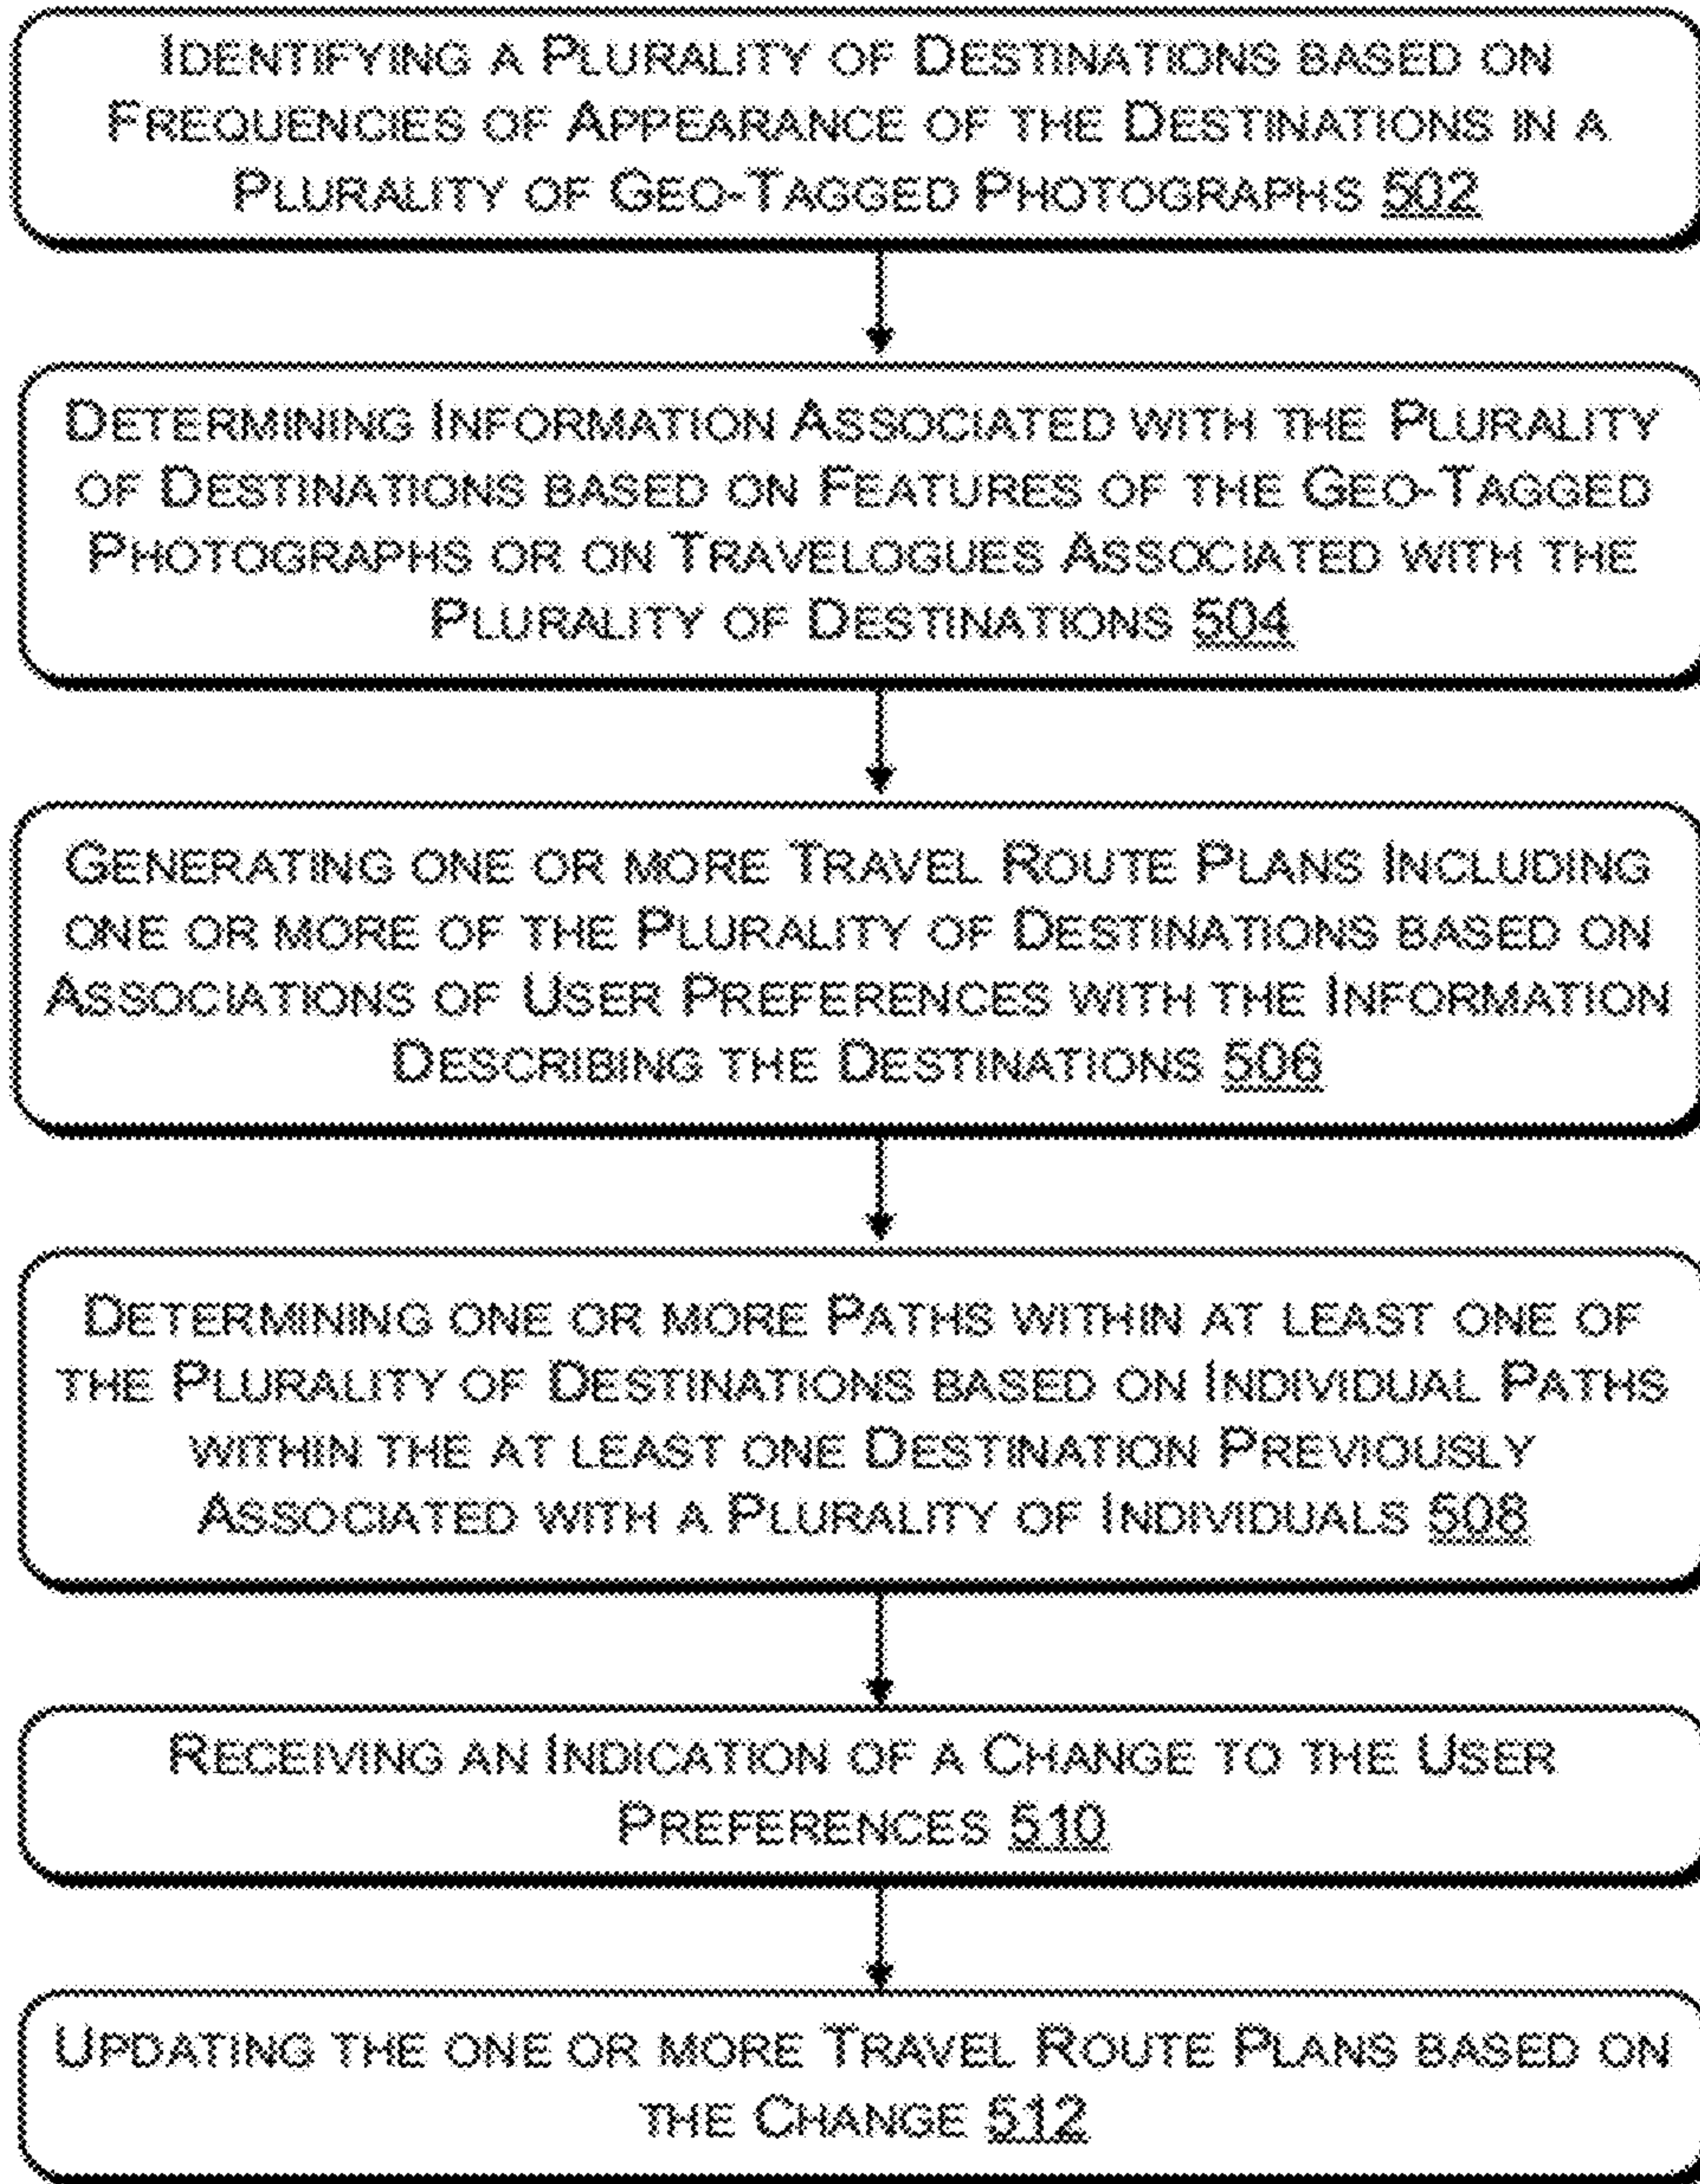 IDENTIFYING A PLURALITY OF DESTINATIONS BASED ON
FREQUENCIES OF APPEARANCE OF THE DESTINATIONS IN A
PLURALITY OF GEO-TAGGED PHOTOGRAPHS 502
DETERMINING INFORMATION ASSOCIATED WITH THE PLURALITY
OF DESTINATIONS BASED ON FEATURES OF THE GEO-TAGGED
PHOTOGRAPHS OR ON TRAVELOGUES ASSOCIATED WITH THE
PLURALITY OF DESTINATIONS 504
GENERATING ONE OR MORE TRAVEL ROUTE PLANS INCLUDING
ONE OR MORE OF THE PLURALITY OF DESTINATIONS BASED ON
ASSOCIATIONS OF USER PREFERENCES WITH THE INFORMATION
DESCRIBING THE DESTINATIONS 506
DETERMINING ONE OR MORE PATHS WITHIN AT LEAST ONE OF
THE PLURALITY OF DESTINATIONS BASED ON INDIVIDUAL PATHS
WITHIN THE AT LEAST ONE DESTINATION PREVIOUSLY
ASSOCIATED WITH A PLURALITY OF INDIVIDUALS 508
RECEIVING AN INDICATION OF A CHANGE TO THE USER
PREFERENCES 510
UPDATING THE ONE OR MORE TRAVEL ROUTE PLANS BASED ON
THE CHANGE 512